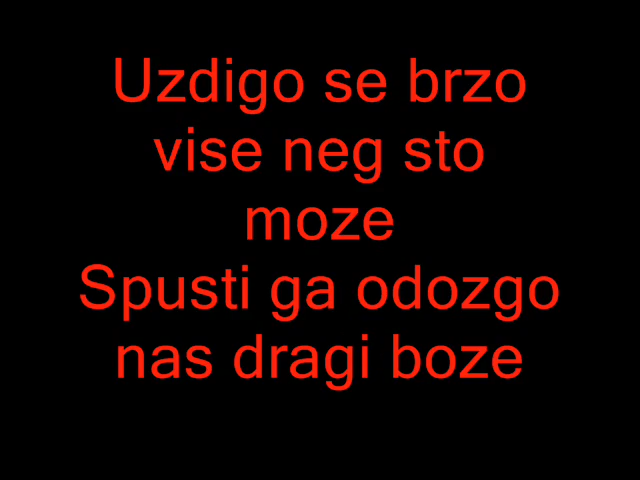 Uzdigo se brzo
vise neg sto
moze
Spusti ga odozgo
nas dragi boze